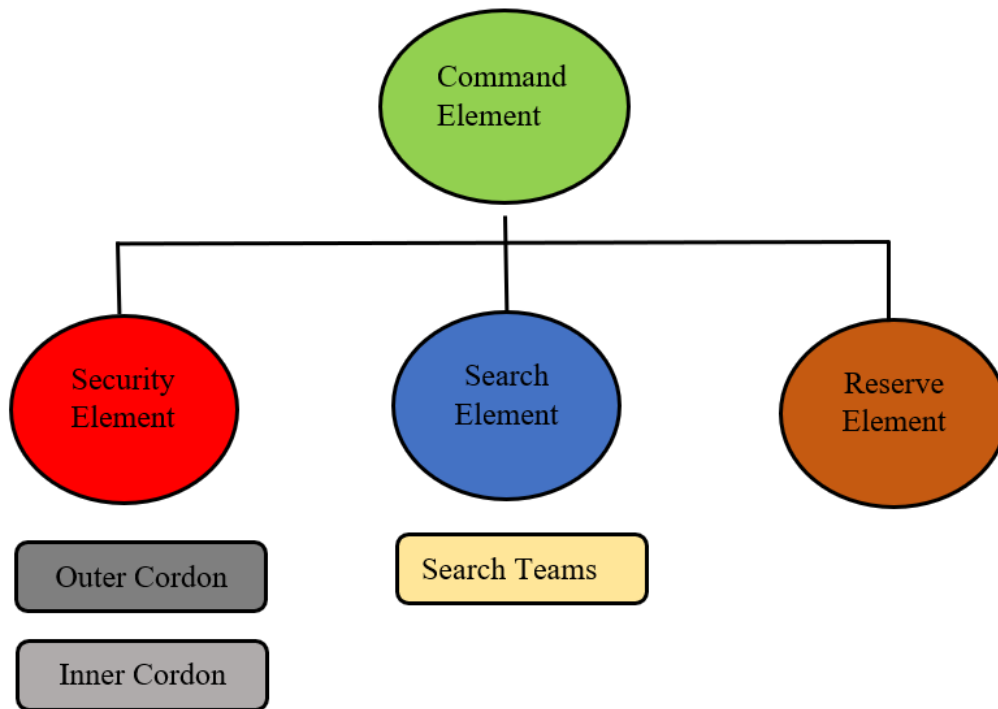 Command
Element
Security
Element
Search
Element
Reserve
Element
Outer Cordon
Search Teams
Inner Cordon